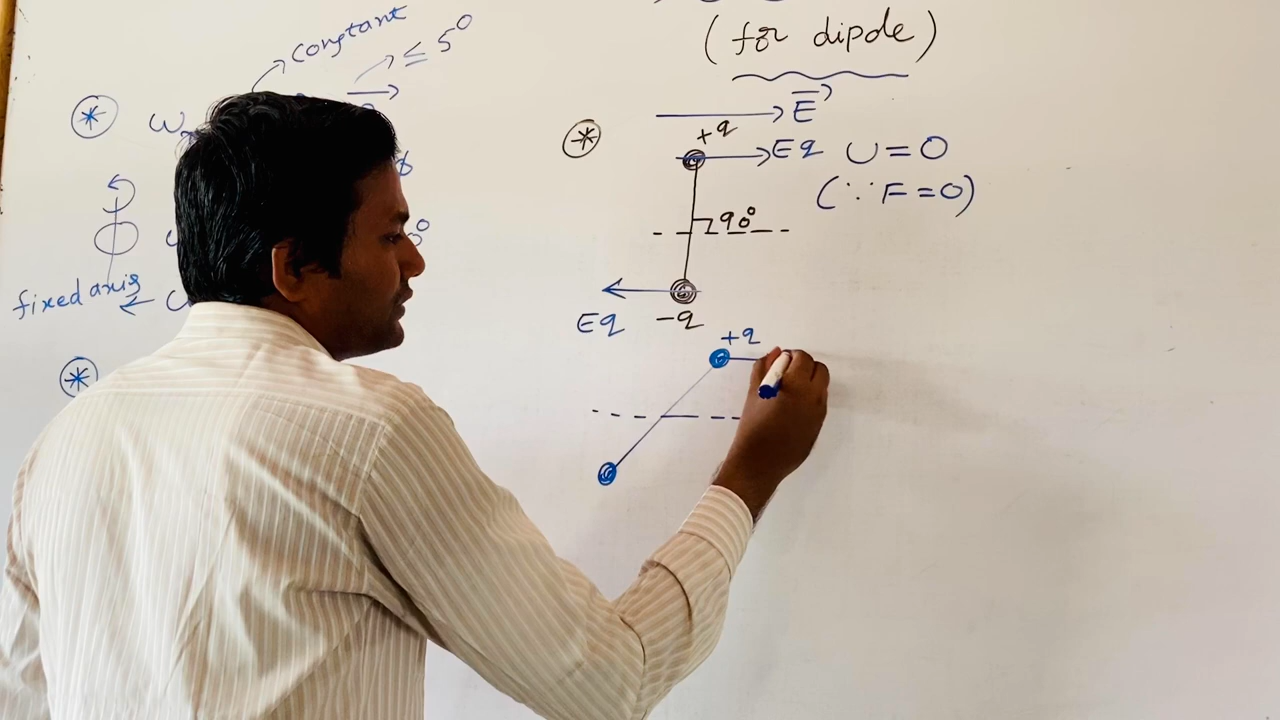 constant
≤ 5°
ω
fixed axis
(for dipole)
E
+q
Eq U=0
(∵ F=0)
90°
Eq -q
+q